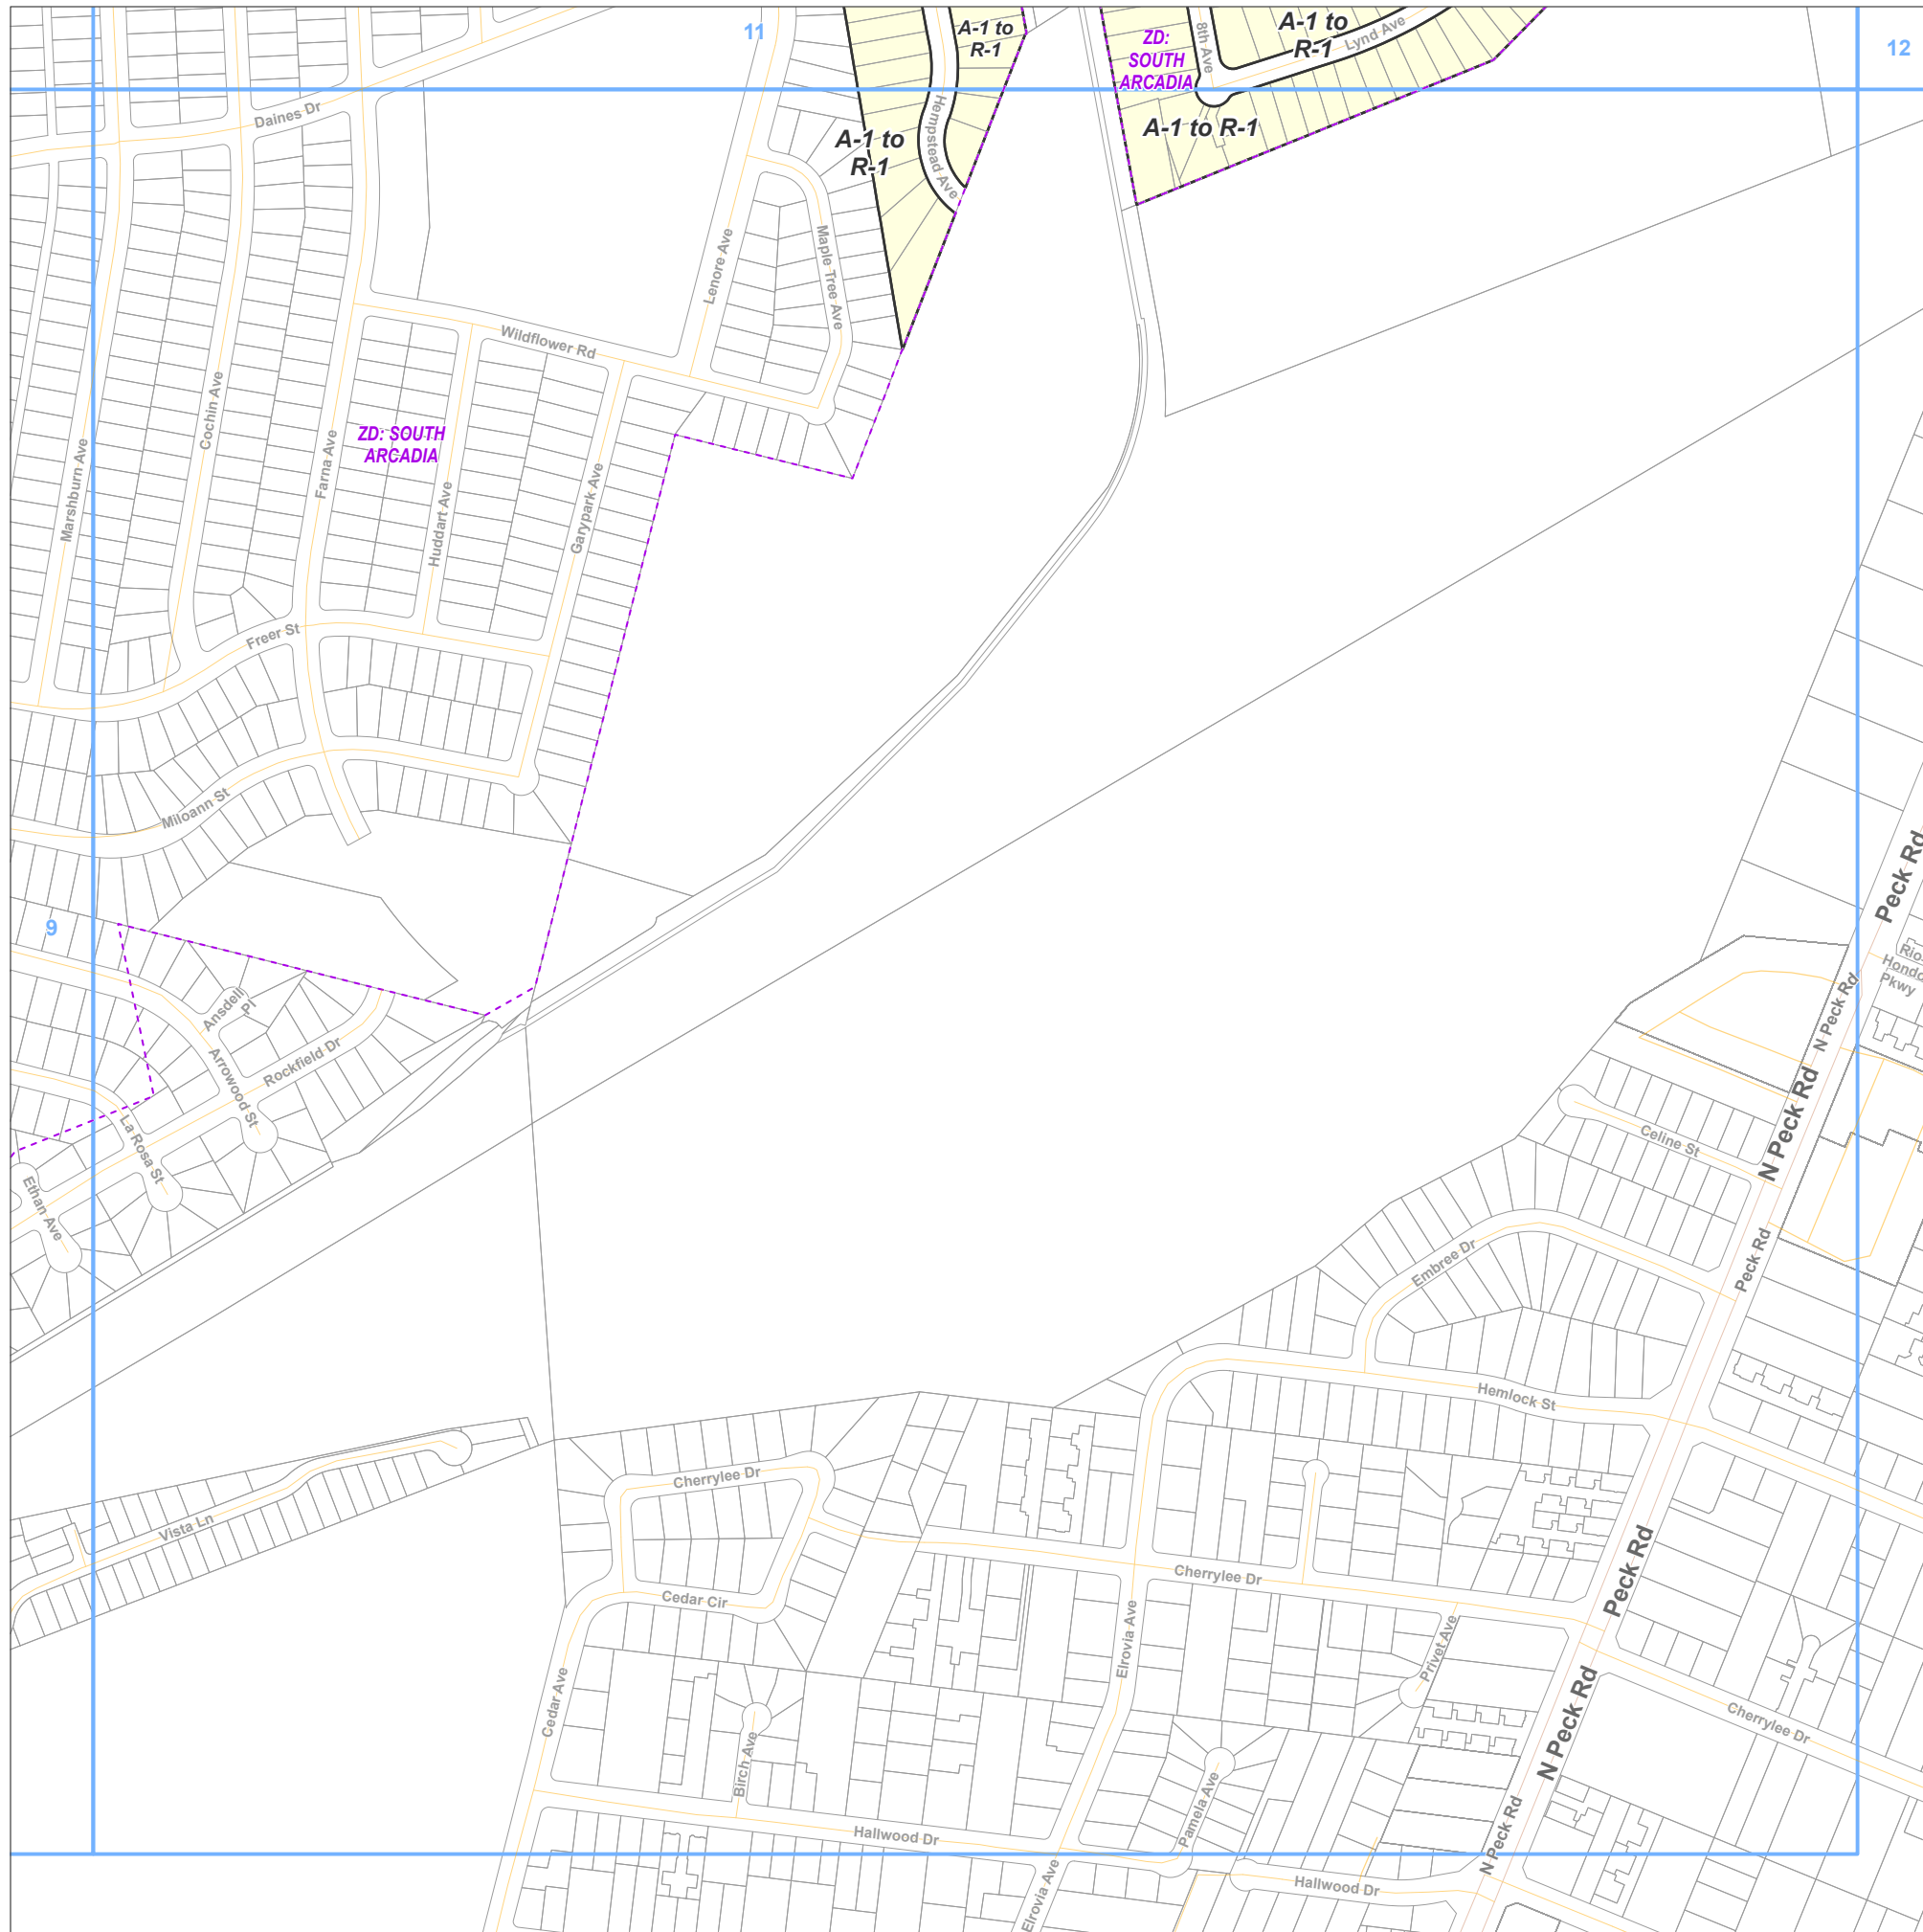 11
A-1 to
R-1
ZD:
SOUTH
ARCADIA
8th Ave
A-1 to
R-1
Lynd Ave
12
Daines Dr
A-1 to
R-1
Hempstead Ave
A-1 to R-1
Lenore Ave
Maple Tree Ave
Wildflower Rd
Marshburn Ave
Cochin Ave
Farna Ave
ZD: SOUTH
ARCADIA
Huddart Ave
Garypark Ave
Freer St
Miloann St
9
Peck Rd
Rio
Hondo
Pkwy
N Peck Rd
Ansdell
Pl
Arrowood St
Rockfield Dr
La Rosa St
Ethan Ave
N Peck Rd
Celine St
Peck Rd
Embree Dr
Hemlock St
Cherrylee Dr
Vista Ln
Cherrylee Dr
Peck Rd
Cedar Cir
Elrovia Ave
Privet Ave
Cedar Ave
Birch Ave
N Peck Rd
Cherrylee Dr
Pamela Ave
Hallwood Dr
N Peck Rd
Elrovia Ave
Hallwood Dr